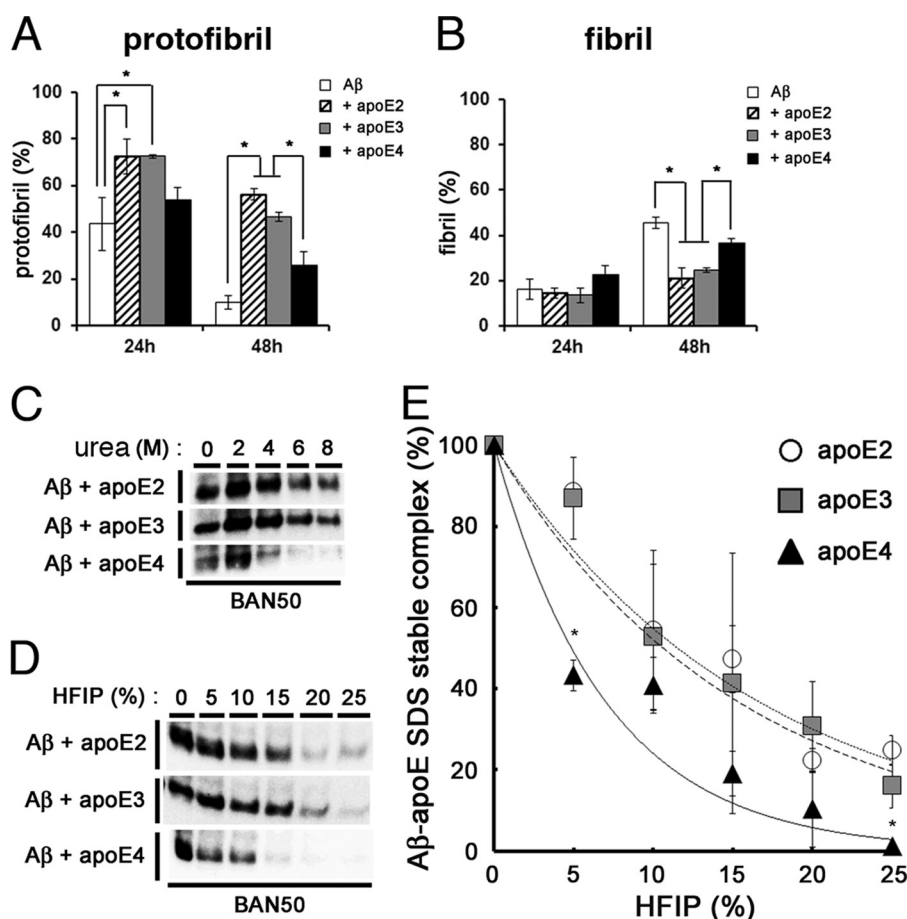 A protofibril
Aβ
+ apoE2
+ apoE3
+ apoE4
* *
* *
protofibril (%)
100
80
60
40
20
0
24h 48h
B fibril
Aβ
+ apoE2
+ apoE3
+ apoE4
* *
fibril (%)
100
80
60
40
20
0
24h 48h
C
urea (M) : 0 2 4 6 8
Aβ + apoE2
Aβ + apoE3
Aβ + apoE4
BAN50
D
HFIP (%) : 0 5 10 15 20 25
Aβ + apoE2
Aβ + apoE3
Aβ + apoE4
BAN50
E
apoE2
apoE3
apoE4
Aβ-apoE SDS stable complex (%)
100
80
60
40
20
0
*
*
0 5 10 15 20 25
HFIP (%)